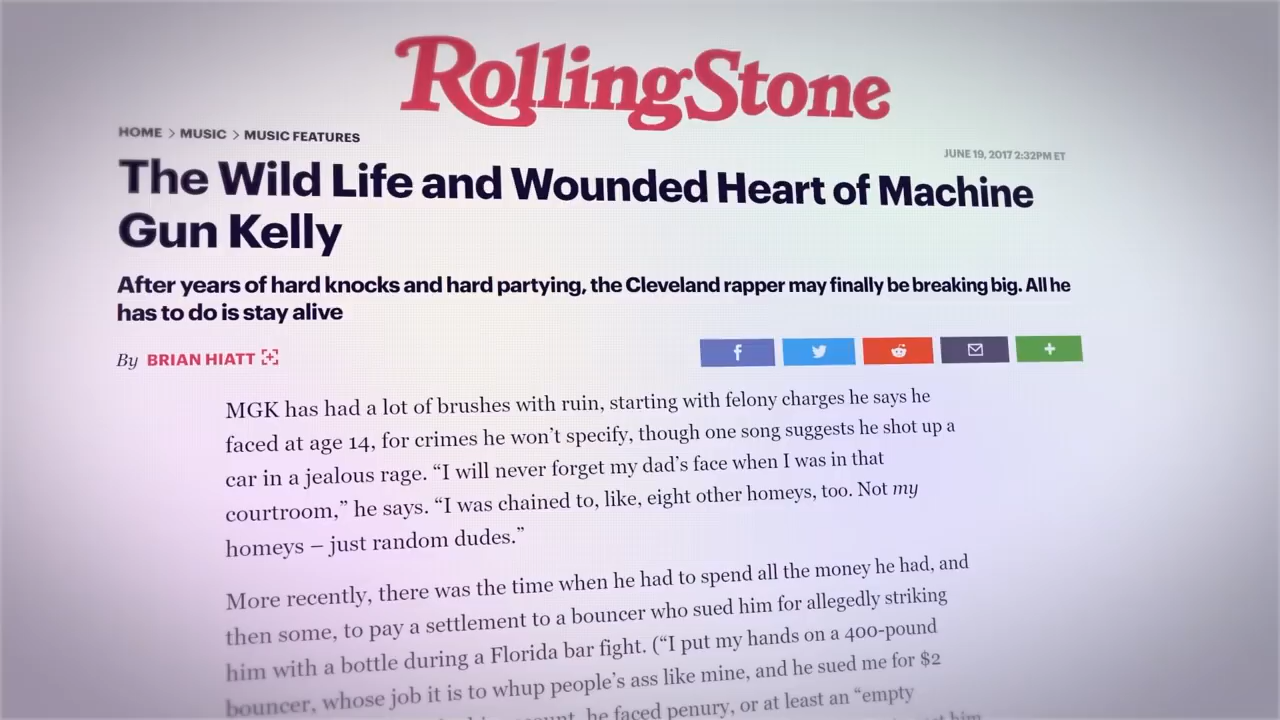 RollingStone
HOME > MUSIC > MUSIC FEATURES
JUNE 19, 2017 2:32PM ET
The Wild Life and Wounded Heart of Machine
Gun Kelly
After years of hard knocks and hard partying, the Cleveland rapper may finally be breaking big. All he
has to do is stay alive
By BRIAN HIATT
MGK has had a lot of brushes with ruin, starting with felony charges he says he
faced at age 14, for crimes he won’t specify, though one song suggests he shot up a
car in a jealous rage. “I will never forget my dad’s face when I was in that
courtroom,” he says. “I was chained to, like, eight other homeys, too. Not my
homeys – just random dudes.”
More recently, there was the time when he had to spend all the money he had, and
then some, to pay a settlement to a bouncer who sued him for allegedly striking
him with a bottle during a Florida bar fight. (“I put my hands on a 400-pound
bouncer, whose job it is to whup people’s ass like mine, and he sued me for $2
he faced penury, or at least an “empty
him